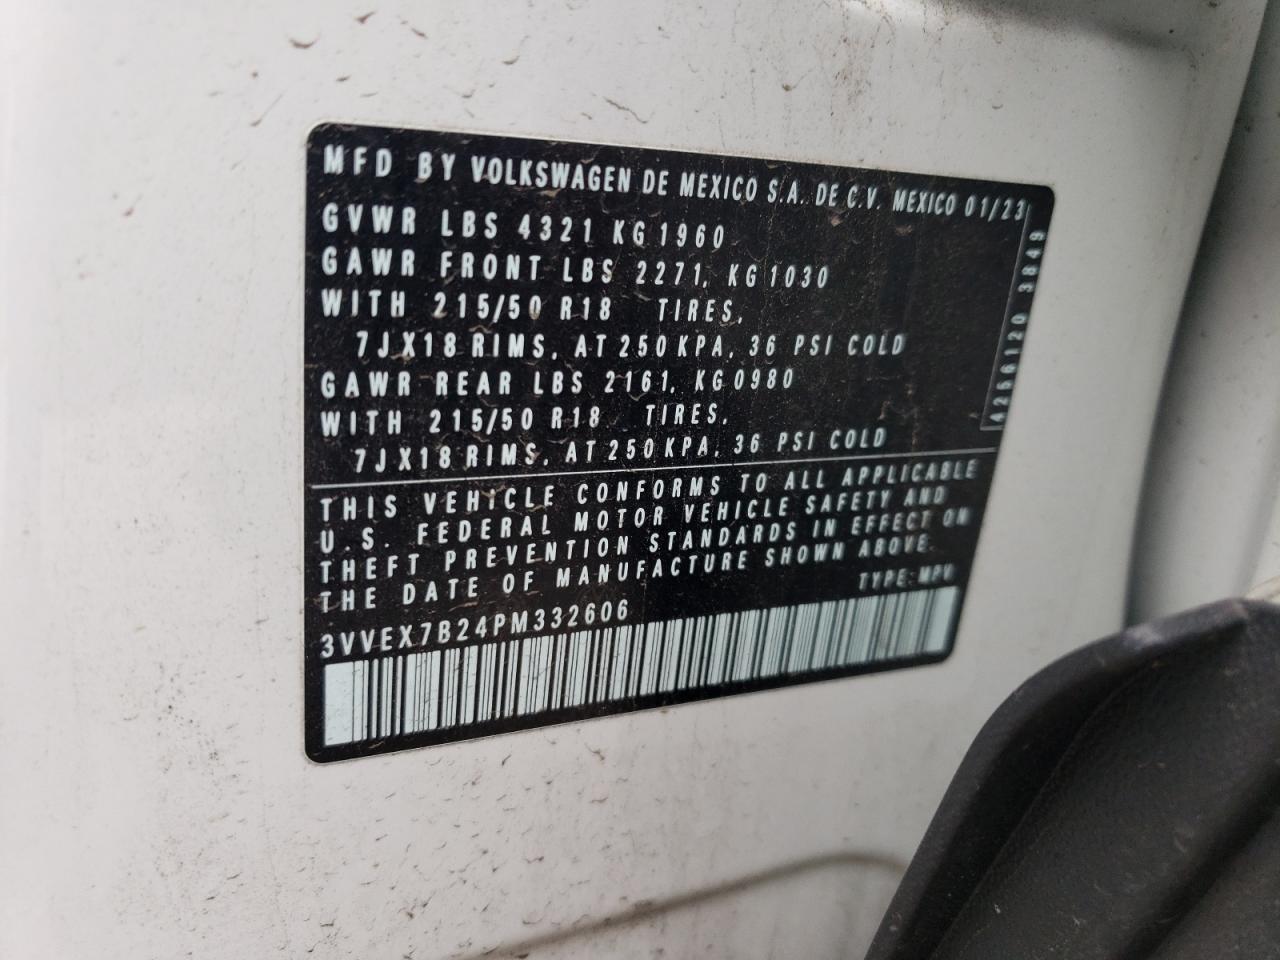 MFD BY VOLKSWAGEN DE MEXICO S.A. DE C.V. MEXICO 01/23
GVWR LBS 4321 KG 1960
GAWR FRONT LBS 2271, KG 1030
WITH 215/50 R18 TIRES,
7JX18 RIMS, AT 250 KPA, 36 PSI COLD
GAWR REAR LBS 2161, KG 0980
WITH 215/50 R18 TIRES,
7JX18 RIMS, AT 250 KPA, 36 PSI COLD
4256120 3849
THIS VEHICLE CONFORMS TO ALL APPLICABLE
U.S. FEDERAL MOTOR VEHICLE SAFETY AND
THEFT PREVENTION STANDARDS IN EFFECT ON
THE DATE OF MANUFACTURE SHOWN ABOVE.
TYPE: MPV
3VVEX7B24PM332606